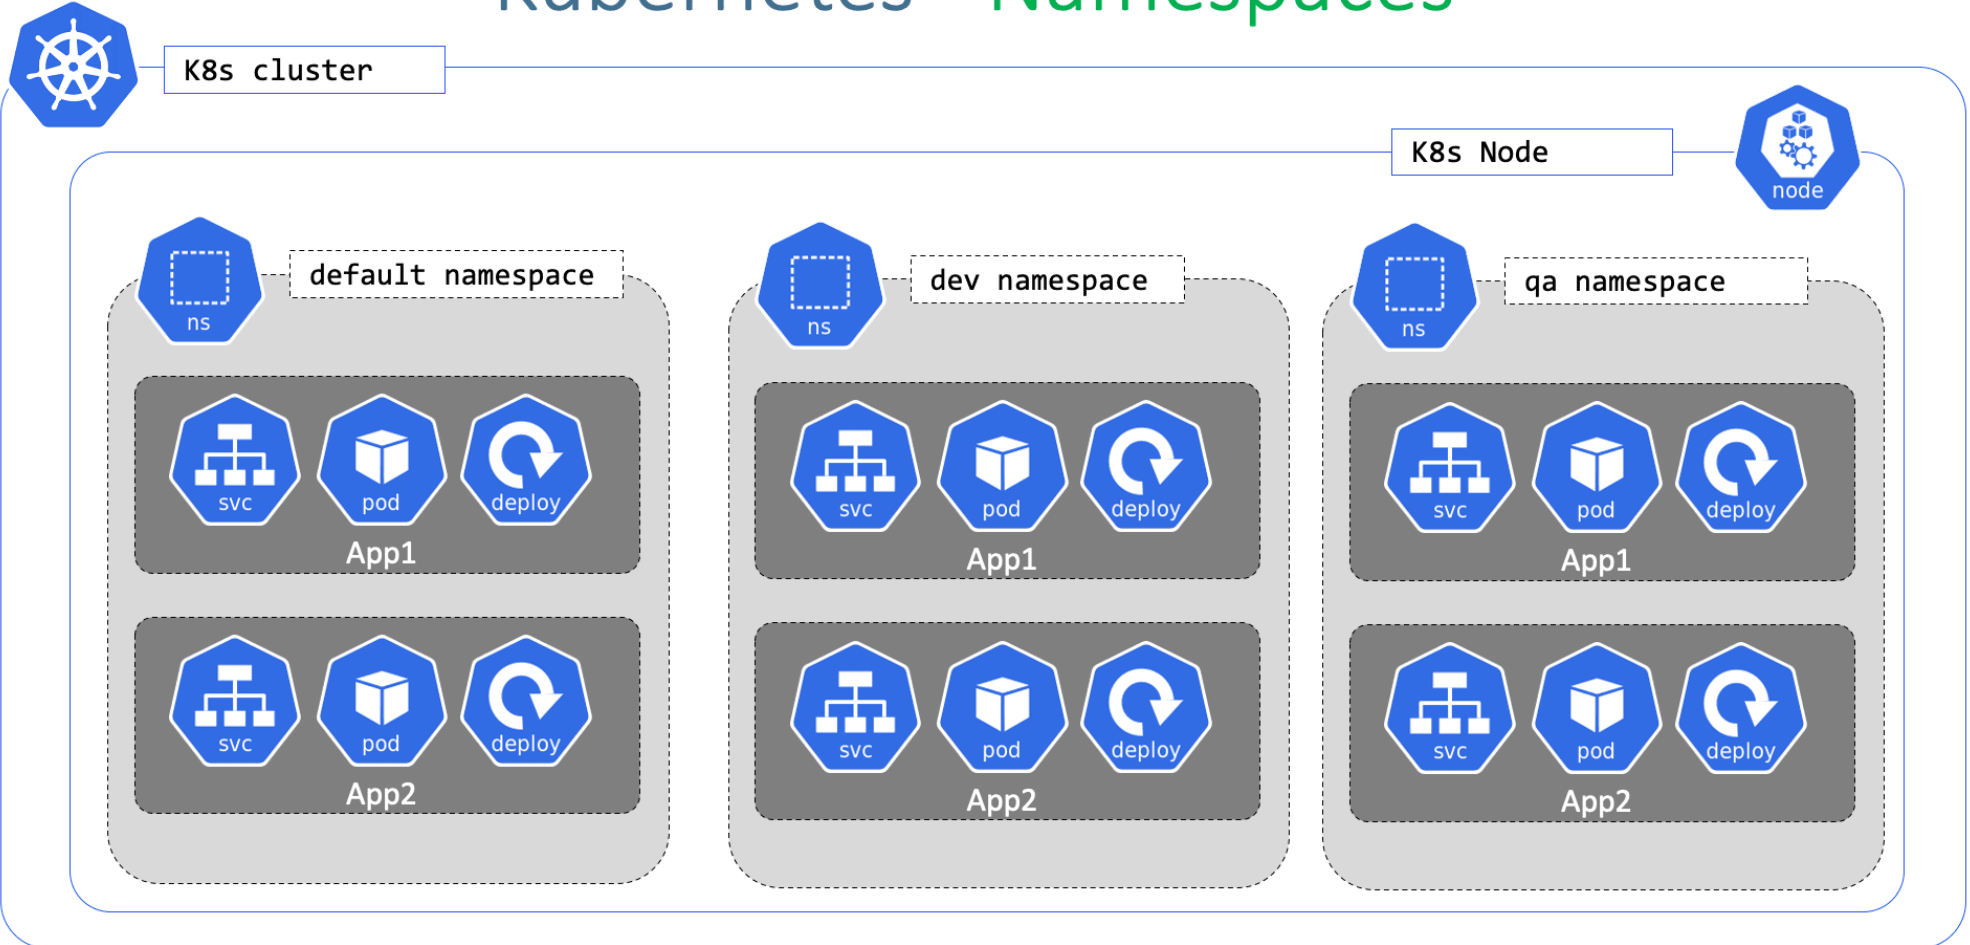 Kubernetes - Namespaces
K8s cluster
K8s Node
node
default namespace
ns
dev namespace
ns
qa namespace
ns
svc pod deploy
App1
svc pod deploy
App1
svc pod deploy
App1
svc pod deploy
App2
svc pod deploy
App2
svc pod deploy
App2